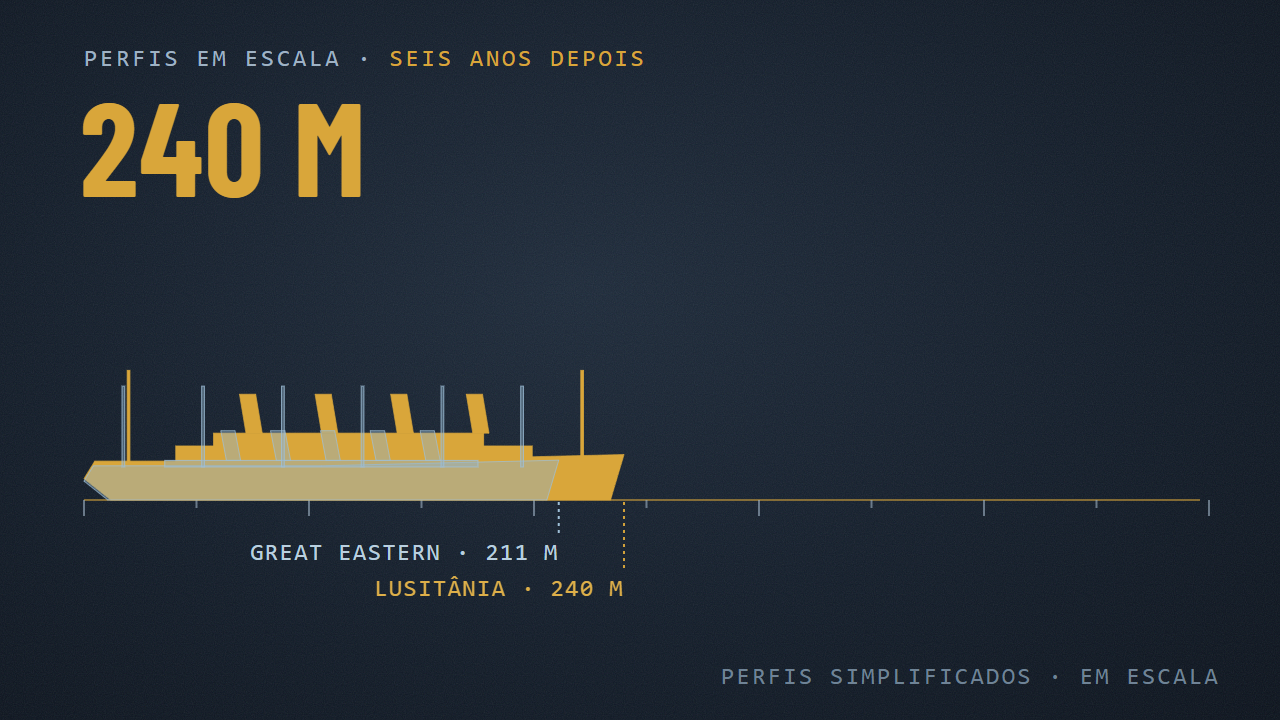 PERFIS EM ESCALA · SEIS ANOS DEPOIS
240 M
GREAT EASTERN · 211 M
LUSITÂNIA · 240 M
PERFIS SIMPLIFICADOS · EM ESCALA